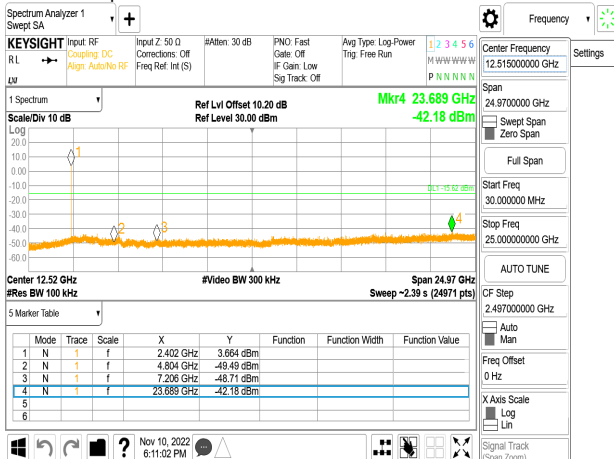 Spectrum Analyzer 1
Swept SA
+
Frequency
Settings
KEYSIGHT
RL
LXI
Input: RF
Coupling: DC
Align: Auto/No RF
Input Z: 50 Ω
Corrections: Off
Freq Ref: Int (S)
#Atten: 30 dB
PNO: Fast
Gate: Off
IF Gain: Low
Sig Track: Off
Avg Type: Log-Power
Trig: Free Run
1 2 3 4 5 6
M W W W W W
P N N N N N
1 Spectrum
Scale/Div 10 dB
Ref Lvl Offset 10.20 dB
Ref Level 30.00 dBm
Mkr4 23.689 GHz
-42.18 dBm
Log
20.0
10.0
0.00
-10.0
-20.0
-30.0
-40.0
-50.0
-60.0
1
2
3
4
DL1 -15.62 dBm
Center 12.52 GHz
#Video BW 300 kHz
Span 24.97 GHz
#Res BW 100 kHz
Sweep ~2.39 s (24971 pts)
5 Marker Table
Mode Trace Scale X Y Function Function Width Function Value
1 N 1 f 2.402 GHz 3.664 dBm
2 N 1 f 4.804 GHz -49.49 dBm
3 N 1 f 7.206 GHz -48.71 dBm
4 N 1 f 23.689 GHz -42.18 dBm
5
6
Nov 10, 2022
6:11:02 PM
?
Center Frequency
12.515000000 GHz
Span
24.9700000 GHz
Swept Span
Zero Span
Full Span
Start Freq
30.000000 MHz
Stop Freq
25.000000000 GHz
AUTO TUNE
CF Step
2.497000000 GHz
Auto
Man
Freq Offset
0 Hz
X Axis Scale
Log
Lin
Signal Track
(Span Zoom)